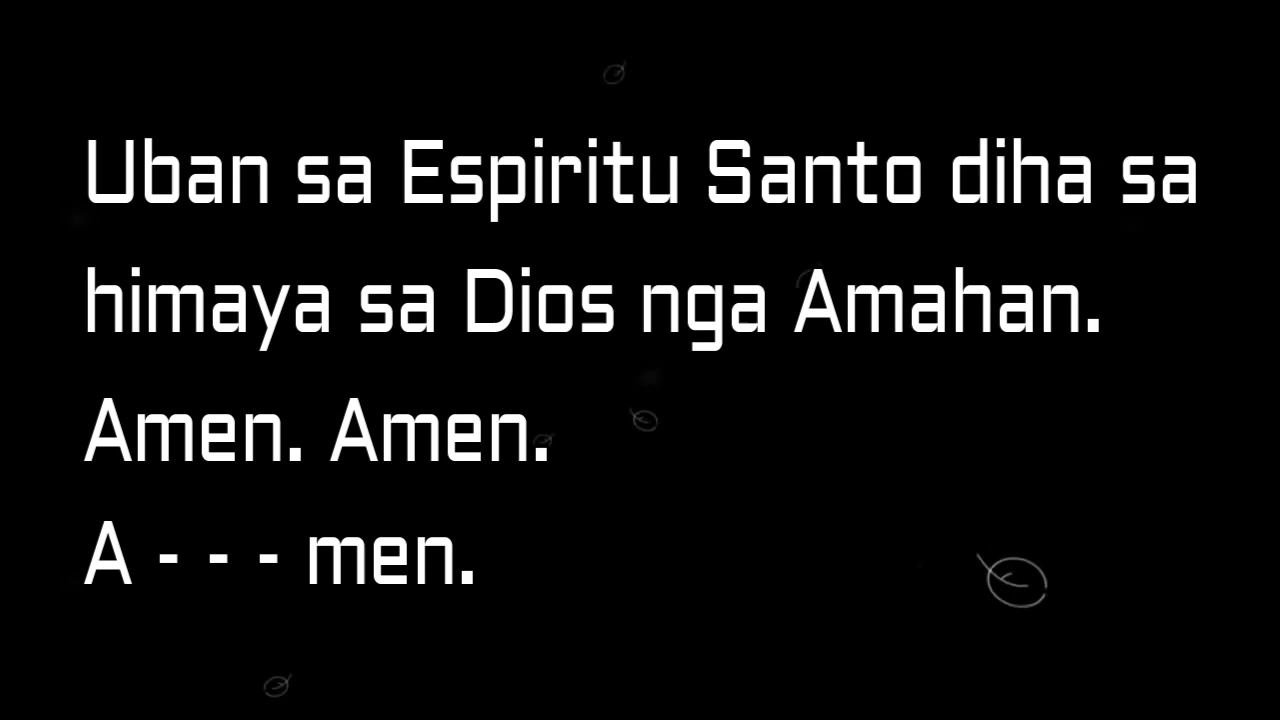 Uban sa Espiritu Santo diha sa
himaya sa Dios nga Amahan.
Amen. Amen.
A - - - men.